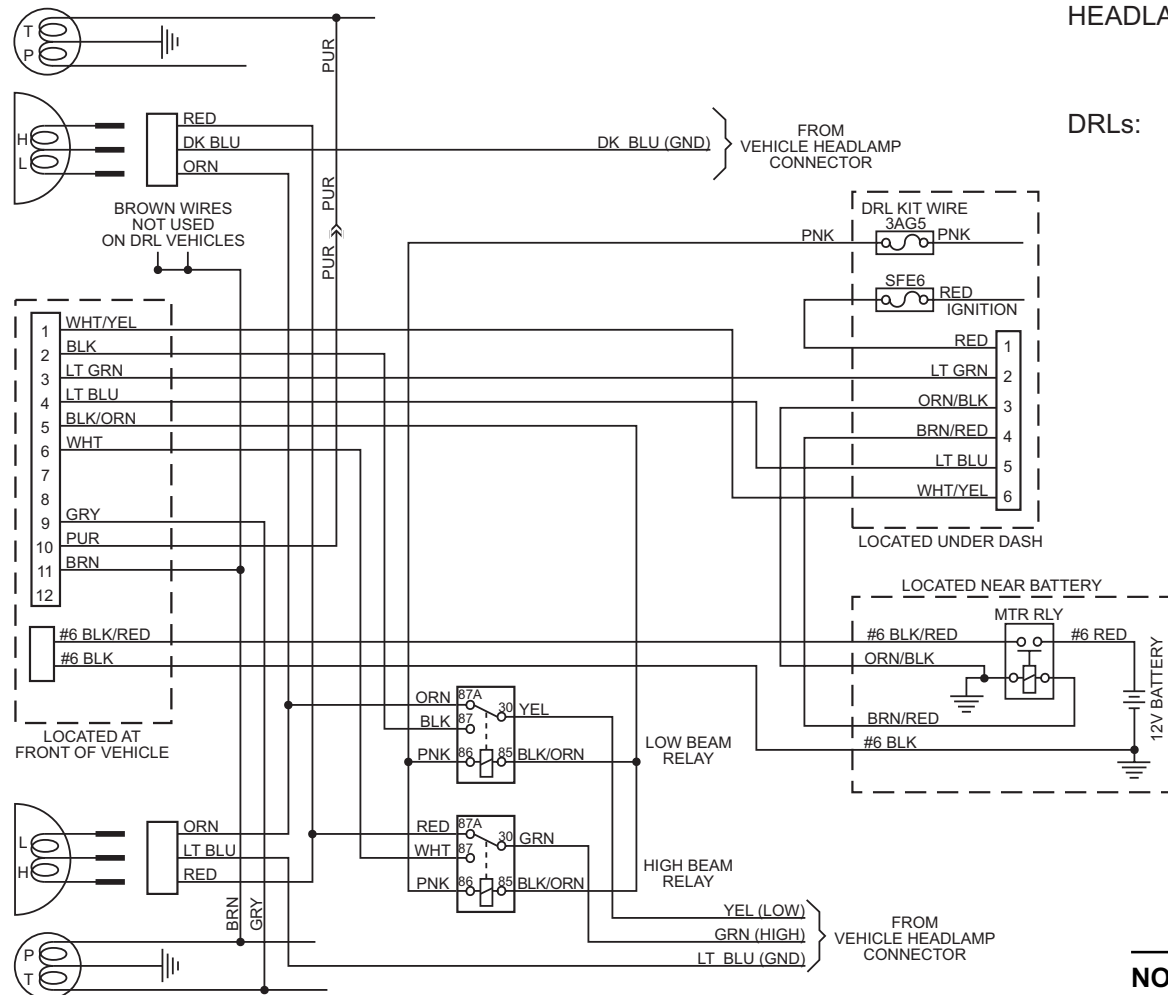 HEADLA
T
P
PUR
H
L
RED
DK BLU
ORN
DK BLU (GND)
FROM
VEHICLE HEADLAMP
CONNECTOR
DRLs:
BROWN WIRES
NOT USED
ON DRL VEHICLES
PUR
PUR
DRL KIT WIRE
3AG5
PNK
PNK
SFE6
RED
IGNITION
1 WHT/YEL
2 BLK
3 LT GRN
4 LT BLU
5 BLK/ORN
6 WHT
7
8
9 GRY
10 PUR
11 BRN
12
RED 1
LT GRN 2
ORN/BLK 3
BRN/RED 4
LT BLU 5
WHT/YEL 6
LOCATED UNDER DASH
#6 BLK/RED
#6 BLK
LOCATED AT
FRONT OF VEHICLE
LOCATED NEAR BATTERY
MTR RLY
#6 BLK/RED
#6 RED
ORN/BLK
BRN/RED
#6 BLK
12V BATTERY
ORN 87A
30 YEL
BLK 87
PNK 86
85 BLK/ORN
LOW BEAM
RELAY
RED 87A
30 GRN
WHT 87
PNK 86
85 BLK/ORN
HIGH BEAM
RELAY
L
H
ORN
LT BLU
RED
BRN
GRY
P
T
YEL (LOW)
GRN (HIGH)
LT BLU (GND)
FROM
VEHICLE HEADLAMP
CONNECTOR
NO